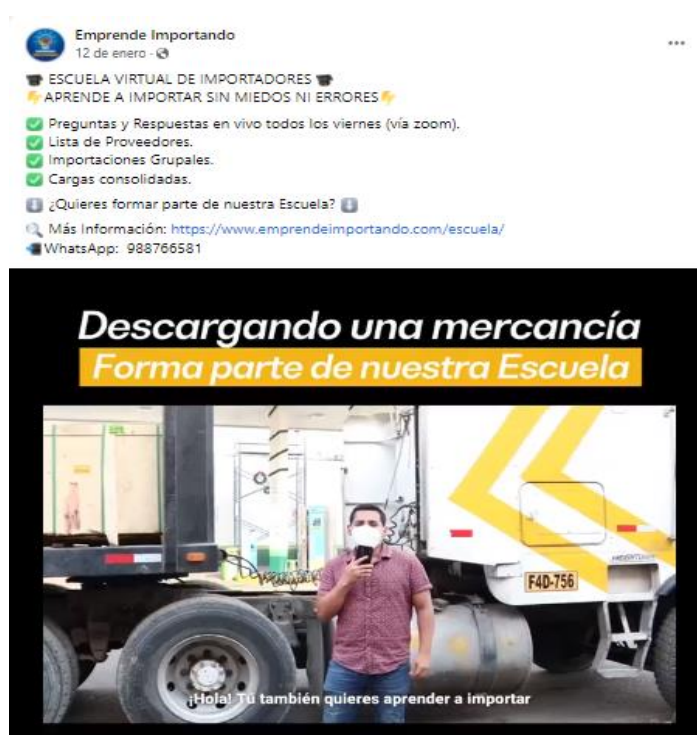 Emprende Importando
12 de enero ·
ESCUELA VIRTUAL DE IMPORTADORES
APRENDE A IMPORTAR SIN MIEDOS NI ERRORES
Preguntas y Respuestas en vivo todos los viernes (vía zoom).
Lista de Proveedores.
Importaciones Grupales.
Cargas consolidadas.
¿Quieres formar parte de nuestra Escuela?
Más Información: https://www.emprendeimportando.com/escuela/
WhatsApp: 988766581
Descargando una mercancía
Forma parte de nuestra Escuela
FREIGHTLINER
F4D-756
¡Hola! Tú también quieres aprender a importar